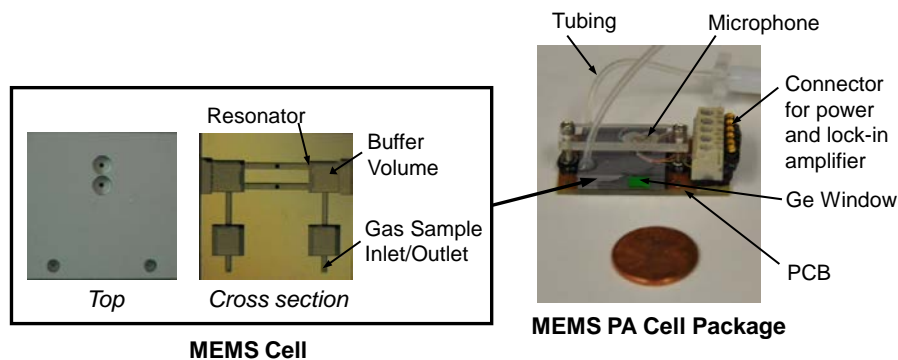 Resonator
Buffer
Volume
Gas Sample
Inlet/Outlet
Top
Cross section
MEMS Cell
Tubing
Microphone
Connector
for power
and lock-in
amplifier
Ge Window
PCB
MEMS PA Cell Package